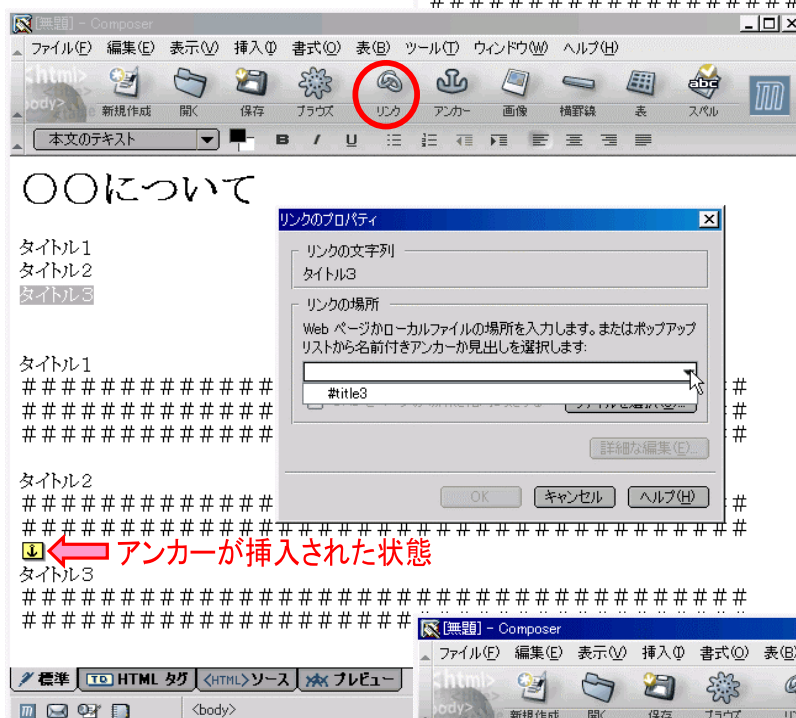 ##################
[無題] - Composer
ファイル(F) 編集(E) 表示(V) 挿入(I) 書式(O) 表(B) ツール(T) ウィンドウ(W) ヘルプ(H)
新規作成 開く 保存 ブラウズ リンク アンカー 画像 横罫線 表 スペル
本文のテキスト B I U
〇〇について
リンクのプロパティ
タイトル1
タイトル2
タイトル3
リンクの文字列
タイトル3
リンクの場所
Web ページかローカルファイルの場所を入力します。またはポップアップ
リストから名前付きアンカーか見出しを選択します:
#title3
詳細な編集(E)...
OK キャンセル ヘルプ(H)
タイトル1
#####################################
#####################################
#####################################
タイトル2
#####################################
#####################################
アンカーが挿入された状態
タイトル3
#####################################
#####################################
[無題] - Composer
ファイル(F) 編集(E) 表示(V) 挿入(I) 書式(O) 表(B)
新規作成 開く 保存 ブラウズ
標準 TD HTML タグ <HTML>ソース プレビュー
<body>